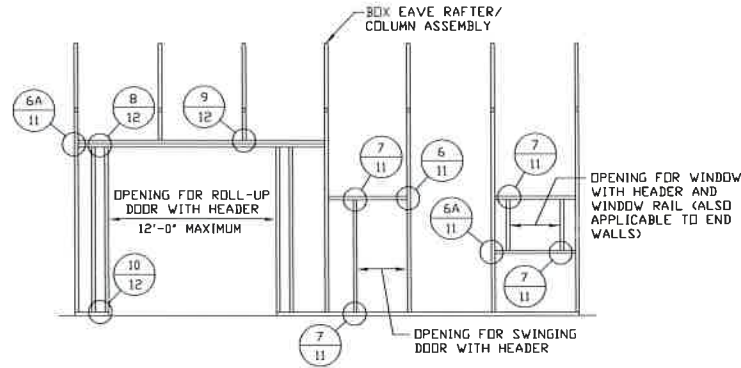 BOX EAVE RAFTER/
COLUMN ASSEMBLY
6A
11
8
12
9
12
7
11
6
11
7
11
OPENING FOR WINDOW
WITH HEADER AND
WINDOW RAIL (ALSO
APPLICABLE TO END
WALLS)
OPENING FOR ROLL-UP
DOOR WITH HEADER
12'-0" MAXIMUM
6A
11
7
11
10
12
7
11
OPENING FOR SWINGING
DOOR WITH HEADER